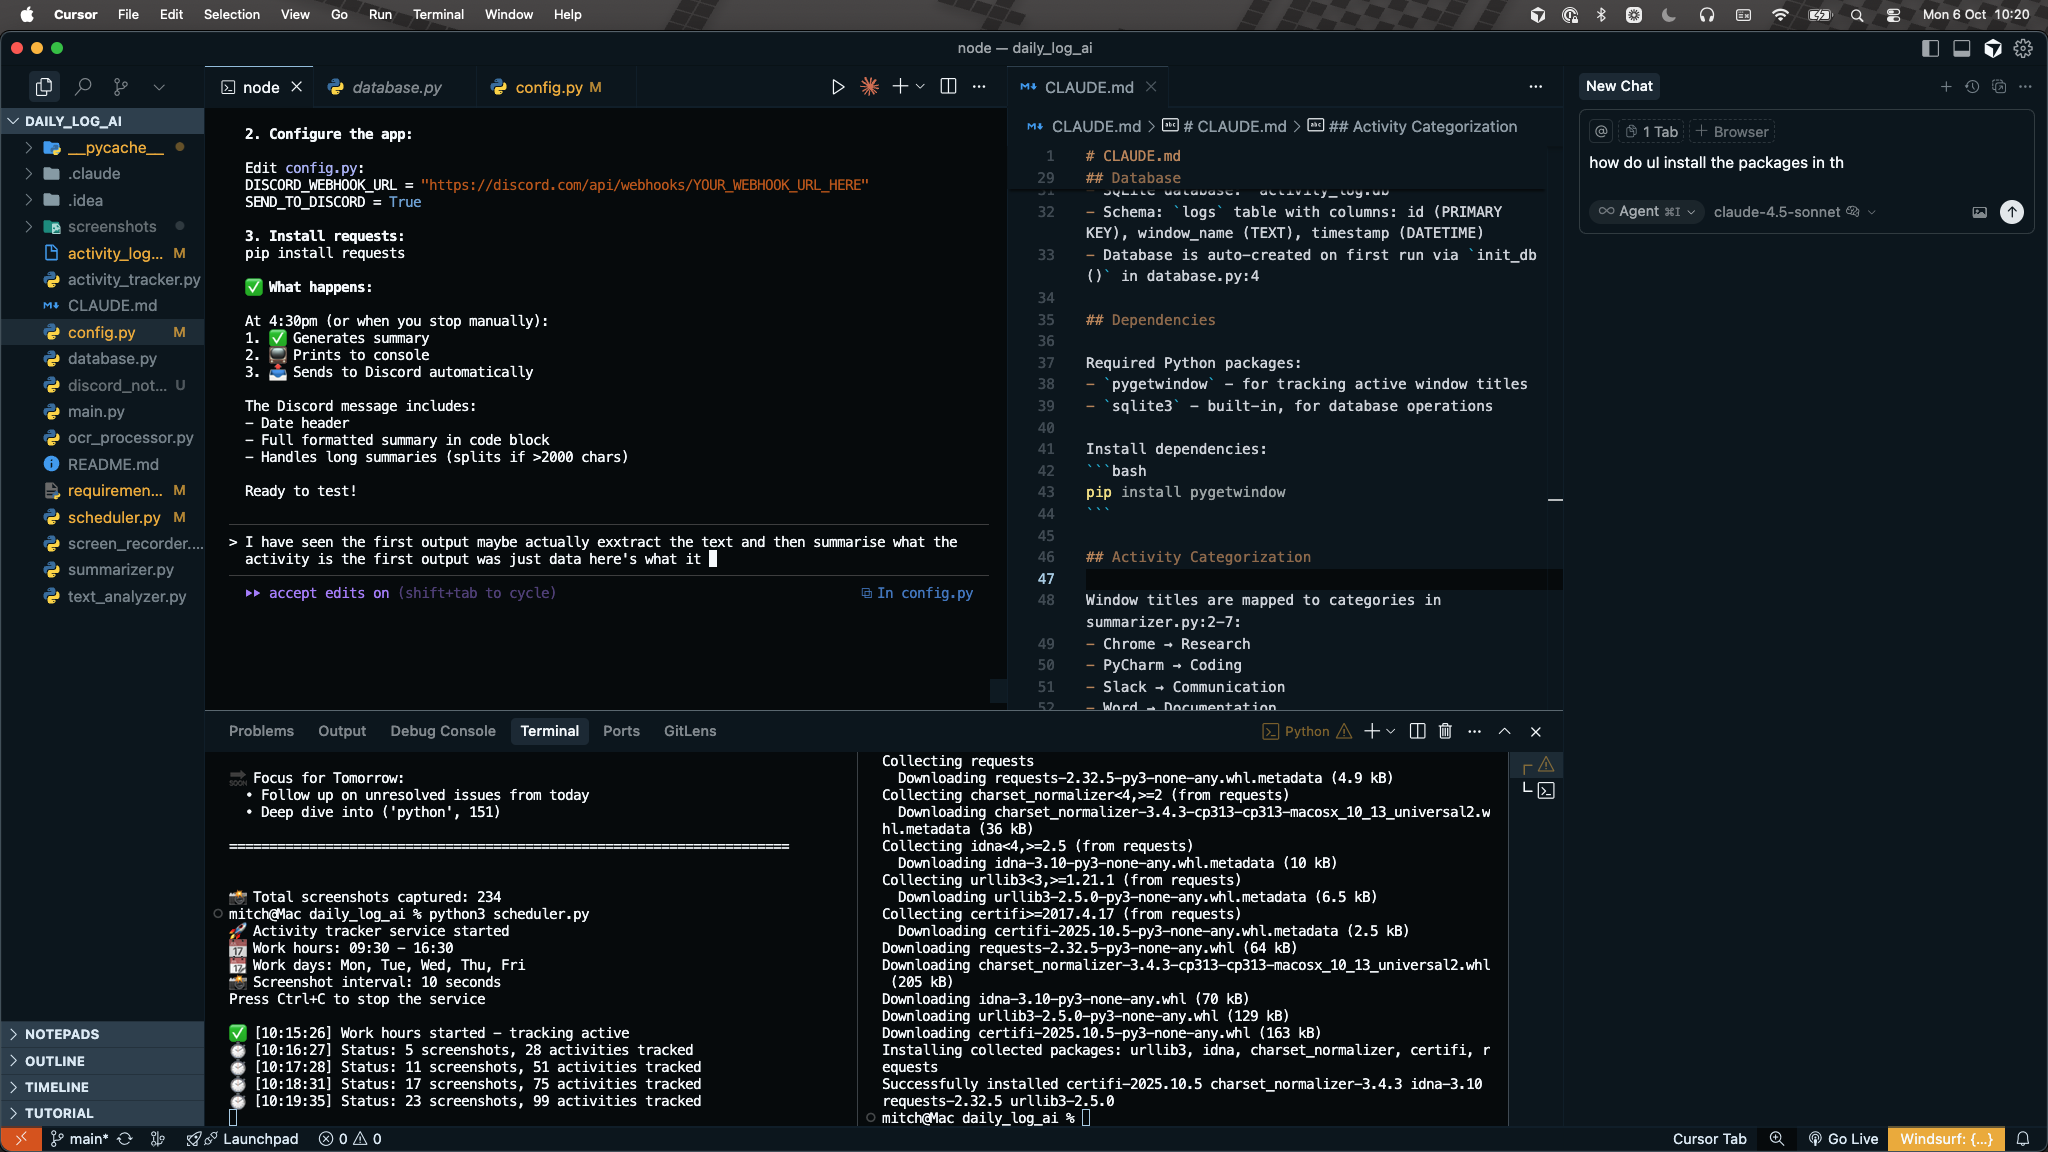 Cursor File Edit Selection View Go Run Terminal Window Help
Mon 6 Oct 10:20
node — daily_log_ai
DAILY_LOG_AI
__pycache__
.claude
.idea
screenshots
activity_log... M
activity_tracker.py
CLAUDE.md
config.py M
database.py
discord_not... U
main.py
ocr_processor.py
README.md
requiremen... M
scheduler.py M
screen_recorder....
summarizer.py
text_analyzer.py
NOTEPADS
OUTLINE
TIMELINE
TUTORIAL
node database.py config.py M
2. Configure the app:
Edit config.py:
DISCORD_WEBHOOK_URL = "https://discord.com/api/webhooks/YOUR_WEBHOOK_URL_HERE"
SEND_TO_DISCORD = True
3. Install requests:
pip install requests
✅ What happens:
At 4:30pm (or when you stop manually):
1. ✅ Generates summary
2. Prints to console
3. Sends to Discord automatically
The Discord message includes:
- Date header
- Full formatted summary in code block
- Handles long summaries (splits if >2000 chars)
Ready to test!
> I have seen the first output maybe actually exxtract the text and then summarise what the
activity is the first output was just data here's what it
accept edits on (shift+tab to cycle) In config.py
CLAUDE.md
CLAUDE.md > # CLAUDE.md > ## Activity Categorization
1 # CLAUDE.md
29 ## Database
31 - SQLite database: `activity_log.db`
32 - Schema: `logs` table with columns: id (PRIMARY
KEY), window_name (TEXT), timestamp (DATETIME)
33 - Database is auto-created on first run via `init_db
()` in database.py:4
34
35 ## Dependencies
36
37 Required Python packages:
38 - `pygetwindow` - for tracking active window titles
39 - `sqlite3` - built-in, for database operations
40
41 Install dependencies:
42 ```bash
43 pip install pygetwindow
44 ```
45
46 ## Activity Categorization
47
48 Window titles are mapped to categories in
summarizer.py:2-7:
49 - Chrome → Research
50 - PyCharm → Coding
51 - Slack → Communication
52 - Word → Documentation
New Chat
@ 1 Tab + Browser
how do uI install the packages in th
Agent ⌘I claude-4.5-sonnet
Problems Output Debug Console Terminal Ports GitLens
Python
SOON Focus for Tomorrow:
• Follow up on unresolved issues from today
• Deep dive into ('python', 151)
======================================================================
Total screenshots captured: 234
mitch@Mac daily_log_ai % python3 scheduler.py
Activity tracker service started
Work hours: 09:30 - 16:30
Work days: Mon, Tue, Wed, Thu, Fri
Screenshot interval: 10 seconds
Press Ctrl+C to stop the service
✅ [10:15:26] Work hours started - tracking active
[10:16:27] Status: 5 screenshots, 28 activities tracked
[10:17:28] Status: 11 screenshots, 51 activities tracked
[10:18:31] Status: 17 screenshots, 75 activities tracked
[10:19:35] Status: 23 screenshots, 99 activities tracked
Collecting requests
Downloading requests-2.32.5-py3-none-any.whl.metadata (4.9 kB)
Collecting charset_normalizer<4,>=2 (from requests)
Downloading charset_normalizer-3.4.3-cp313-cp313-macosx_10_13_universal2.w
hl.metadata (36 kB)
Collecting idna<4,>=2.5 (from requests)
Downloading idna-3.10-py3-none-any.whl.metadata (10 kB)
Collecting urllib3<3,>=1.21.1 (from requests)
Downloading urllib3-2.5.0-py3-none-any.whl.metadata (6.5 kB)
Collecting certifi>=2017.4.17 (from requests)
Downloading certifi-2025.10.5-py3-none-any.whl.metadata (2.5 kB)
Downloading requests-2.32.5-py3-none-any.whl (64 kB)
Downloading charset_normalizer-3.4.3-cp313-cp313-macosx_10_13_universal2.whl
(205 kB)
Downloading idna-3.10-py3-none-any.whl (70 kB)
Downloading urllib3-2.5.0-py3-none-any.whl (129 kB)
Downloading certifi-2025.10.5-py3-none-any.whl (163 kB)
Installing collected packages: urllib3, idna, charset_normalizer, certifi, r
equests
Successfully installed certifi-2025.10.5 charset_normalizer-3.4.3 idna-3.10
requests-2.32.5 urllib3-2.5.0
mitch@Mac daily_log_ai %
main* Launchpad 0 0
Cursor Tab Go Live Windsurf: {...}